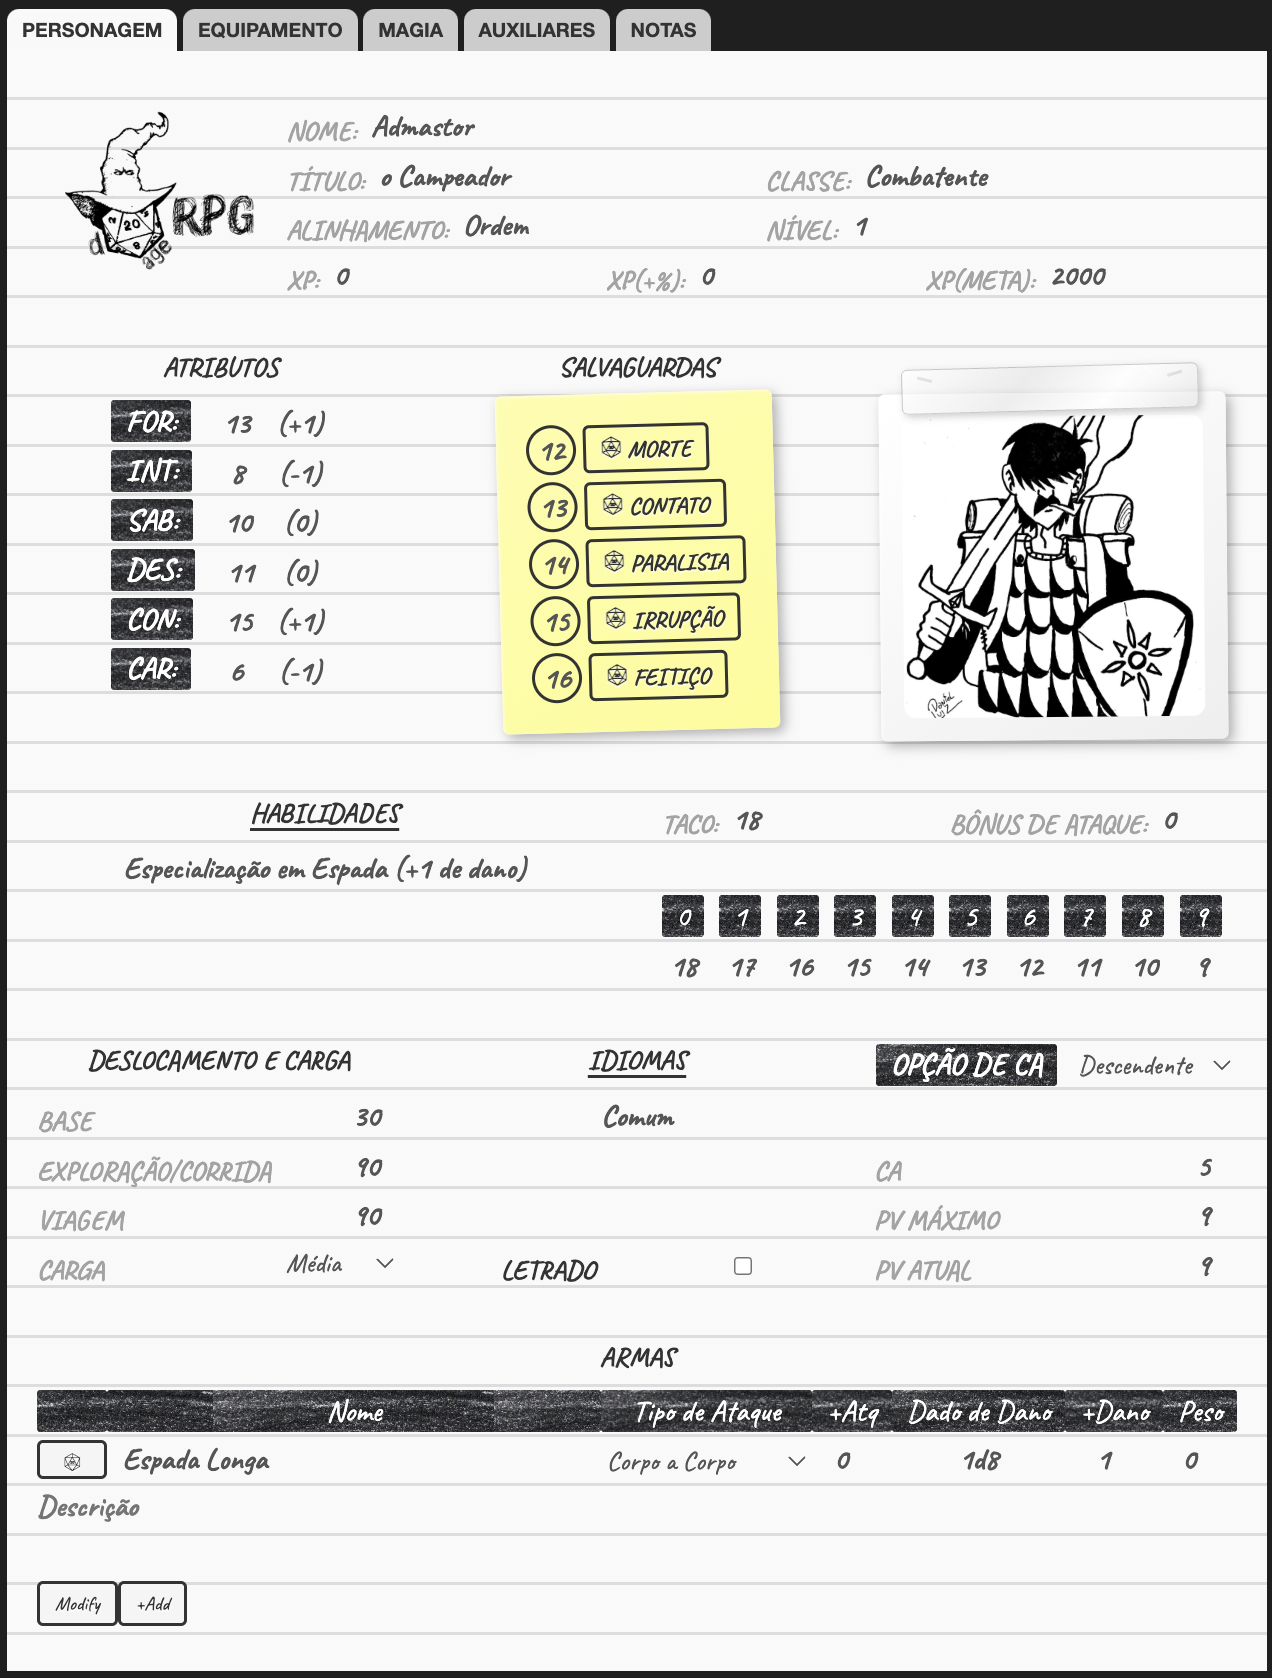 PERSONAGEM EQUIPAMENTO MAGIA AUXILIARES NOTAS
d20age RPG
NOME: Admastor
TÍTULO: o Campeador CLASSE: Combatente
ALINHAMENTO: Ordem NÍVEL: 1
XP: 0 XP(+%): 0 XP(META): 2000
ATRIBUTOS SALVAGUARDAS
FOR: 13 (+1)
INT: 8 (-1)
SAB: 10 (0)
DES: 11 (0)
CON: 15 (+1)
CAR: 6 (-1)
12 MORTE
13 CONTATO
14 PARALISIA
15 IRRUPÇÃO
16 FEITIÇO
HABILIDADES TACO: 18 BÔNUS DE ATAQUE: 0
Especialização em Espada (+1 de dano)
0 1 2 3 4 5 6 7 8 9
18 17 16 15 14 13 12 11 10 9
DESLOCAMENTO E CARGA IDIOMAS OPÇÃO DE CA Descendente
BASE 30 Comum
EXPLORAÇÃO/CORRIDA 90 CA 5
VIAGEM 90 PV MÁXIMO 9
CARGA Média LETRADO PV ATUAL 9
ARMAS
Nome Tipo de Ataque +Atq Dado de Dano +Dano Peso
Espada Longa Corpo a Corpo 0 1d8 1 0
Descrição
Modify +Add